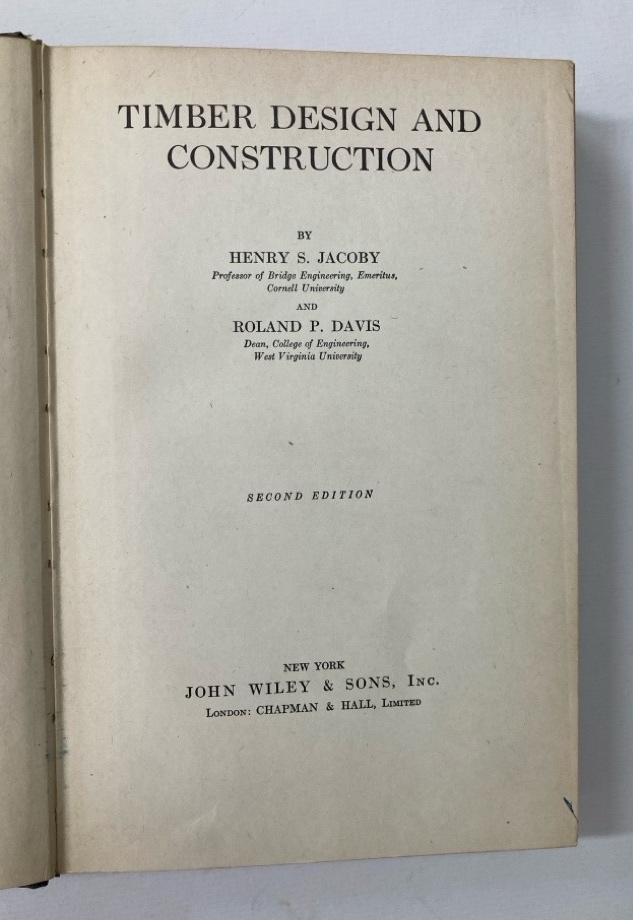 TIMBER DESIGN AND
CONSTRUCTION
BY
HENRY S. JACOBY
Professor of Bridge Engineering, Emeritus,
Cornell University
AND
ROLAND P. DAVIS
Dean, College of Engineering,
West Virginia University
SECOND EDITION
NEW YORK
JOHN WILEY & SONS, INC.
LONDON: CHAPMAN & HALL, LIMITED